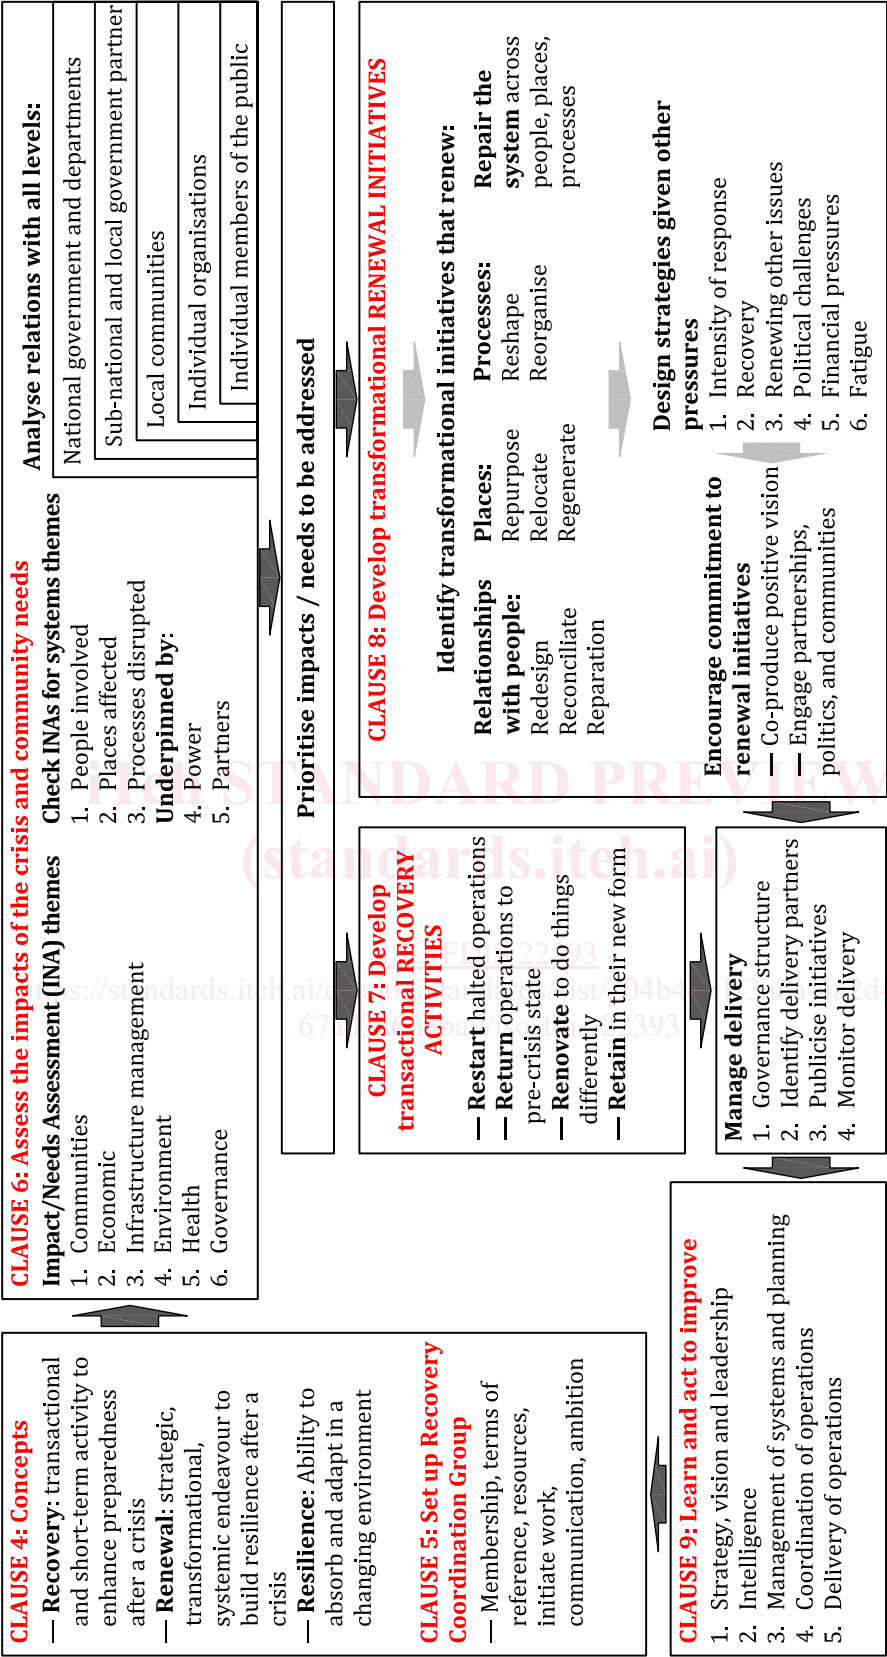 CLAUSE 4: Concepts
— Recovery: transactional
and short-term activity to
enhance preparedness
after a crisis
— Renewal: strategic,
transformational,
systemic endeavour to
build resilience after a
crisis
— Resilience: Ability to
absorb and adapt in a
changing environment
CLAUSE 5: Set up Recovery
Coordination Group
— Membership, terms of
reference, resources,
initiate work,
communication, ambition
CLAUSE 6: Assess the impacts of the crisis and community needs
Impact/Needs Assessment (INA) themes
1. Communities
2. Economic
3. Infrastructure management
4. Environment
5. Health
6. Governance
Check INAs for systems themes
1. People involved
2. Places affected
3. Processes disrupted
Underpinned by:
4. Power
5. Partners
Analyse relations with all levels:
National government and departments
Sub-national and local government partner
Local communities
Individual organisations
Individual members of the public
Prioritise impacts / needs to be addressed
CLAUSE 7: Develop
transactional RECOVERY
ACTIVITIES
— Restart halted operations
— Return operations to
pre-crisis state
— Renovate to do things
differently
— Retain in their new form
CLAUSE 8: Develop transformational RENEWAL INITIATIVES
Identify transformational initiatives that renew:
Relationships
with people:
Redesign
Reconciliate
Reparation
Places:
Repurpose
Relocate
Regenerate
Processes:
Reshape
Reorganise
Repair the
system across
people, places,
processes
Design strategies given other
pressures
1. Intensity of response
2. Recovery
3. Renewing other issues
4. Political challenges
5. Financial pressures
6. Fatigue
Encourage commitment to
renewal initiatives
— Co-produce positive vision
— Engage partnerships,
politics, and communities
Manage delivery
1. Governance structure
2. Identify delivery partners
3. Publicise initiatives
4. Monitor delivery
CLAUSE 9: Learn and act to improve
1. Strategy, vision and leadership
2. Intelligence
3. Management of systems and planning
4. Coordination of operations
5. Delivery of operations
iTeh STANDARD PREVIEW
(standards.iteh.ai)
22393